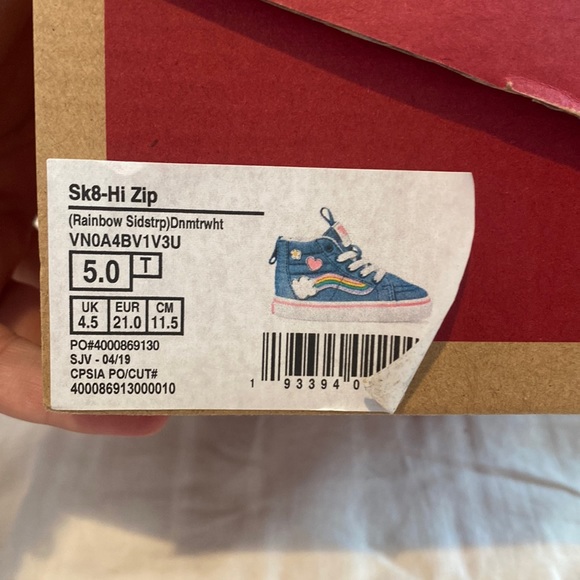 Sk8-Hi Zip
(Rainbow Sidstrp)Dnmtrwht
VN0A4BV1V3U
5.0 T
UK EUR CM
4.5 21.0 11.5
PO#4000869130
SJV - 04/19
CPSIA PO/CUT#
400086913000010
1 93394 0